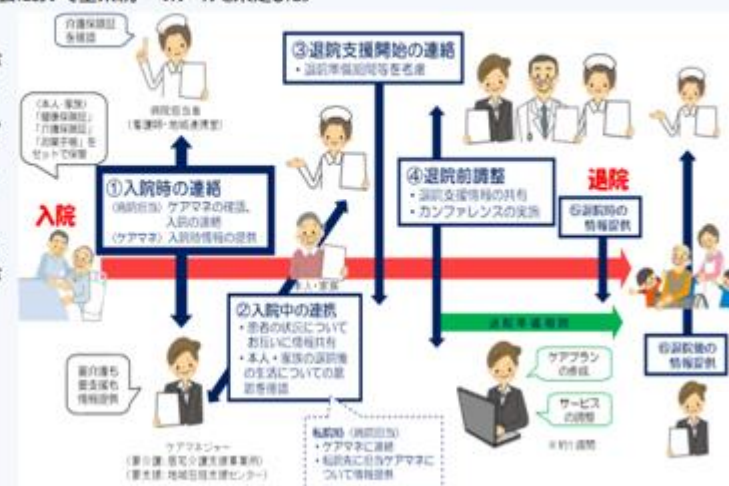 介護保険証
を確認
病院担当者
(看護師・地域連携室)
(本人・家族)
「健康保険証」
「介護保険証」
「お薬手帳」を
セットで保管
入院
①入院時の連絡
(病院担当) ケアマネの確認、
入院の連絡
(ケアマネ) 入院時情報の提供
③退院支援開始の連絡
・退院準備期間等を考慮
④退院前調整
・退院支援情報の共有
・カンファレンスの実施
退院
⑤退院時の
情報提供
本人・家族
②入院中の連携
・患者の状況について
お互いに情報共有
・本人・家族の退院後
の生活についての意
向を確認
退院準備期間
⑥退院後の
情報提供
要介護も
要支援も
情報提供
ケアプラン
の作成
サービス
の調整
※約1週間
ケアマネジャー
(要介護:居宅介護支援事業所)
(要支援:地域包括支援センター)
転院時 (病院担当)
・ケアマネに連絡
・転院先に担当ケアマネに
ついて情報提供